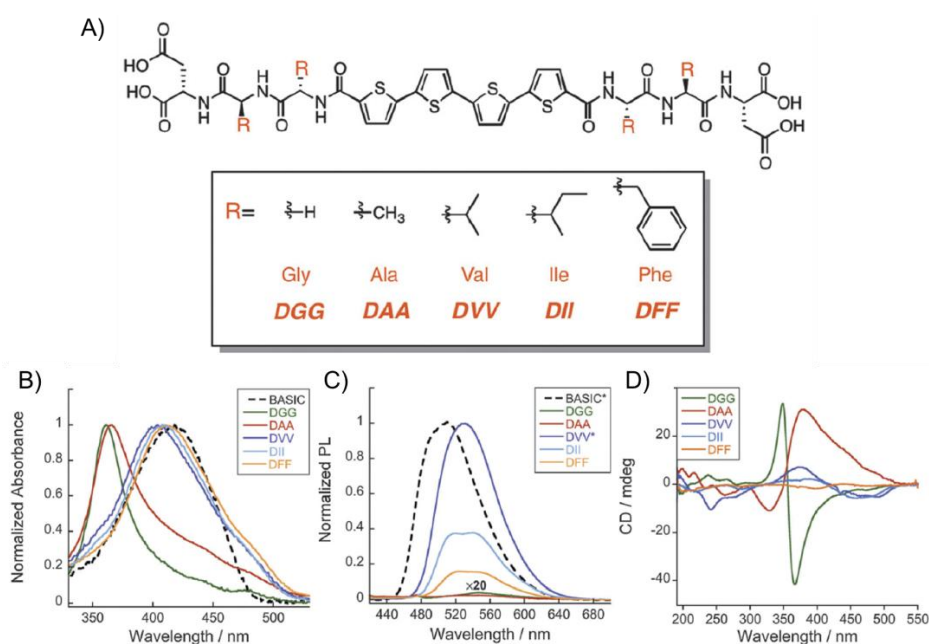 A)
O
HO
HO
O
N
H
O
R
R
H
N
O
N
H
O
S
S
S
S
O
H
N
R
O
N
H
R
O
H
N
O
OH
O
OH
R=
H
CH3
Gly Ala Val Ile Phe
DGG DAA DVV DII DFF
B)
Normalized Absorbance
1
0.8
0.6
0.4
0.2
0
350 400 450 500
Wavelength / nm
BASIC
DGG
DAA
DVV
DII
DFF
C)
Normalized PL
1
0.8
0.6
0.4
0.2
0
440 480 520 560 600 640 680
Wavelength / nm
BASIC*
DGG
DAA
DVV*
DII
DFF
×20
D)
CD / mdeg
20
0
-20
-40
200 250 300 350 400 450 500 550
Wavelength / nm
DGG
DAA
DVV
DII
DFF